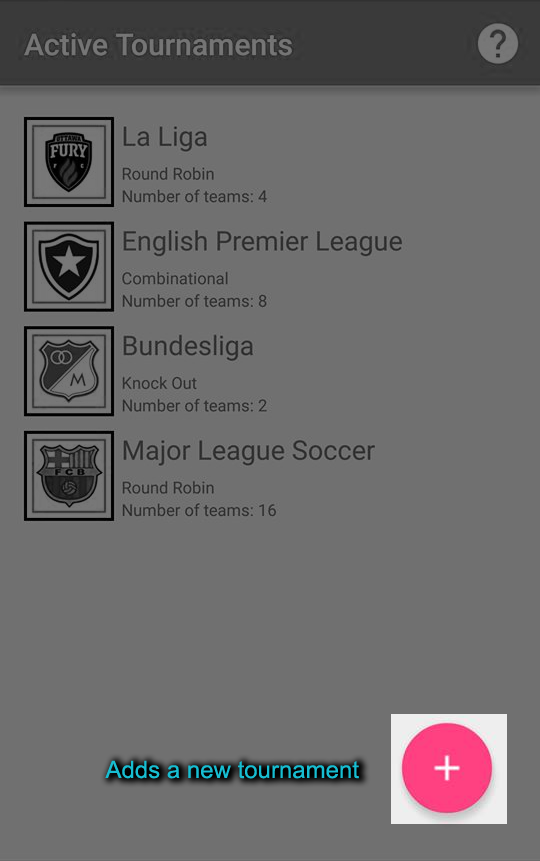 Active Tournaments
?
OTTAWA
FURY
F C
La Liga
Round Robin
Number of teams: 4
English Premier League
Combinational
Number of teams: 8
M
Bundesliga
Knock Out
Number of teams: 2
FCB
Major League Soccer
Round Robin
Number of teams: 16
Adds a new tournament
+